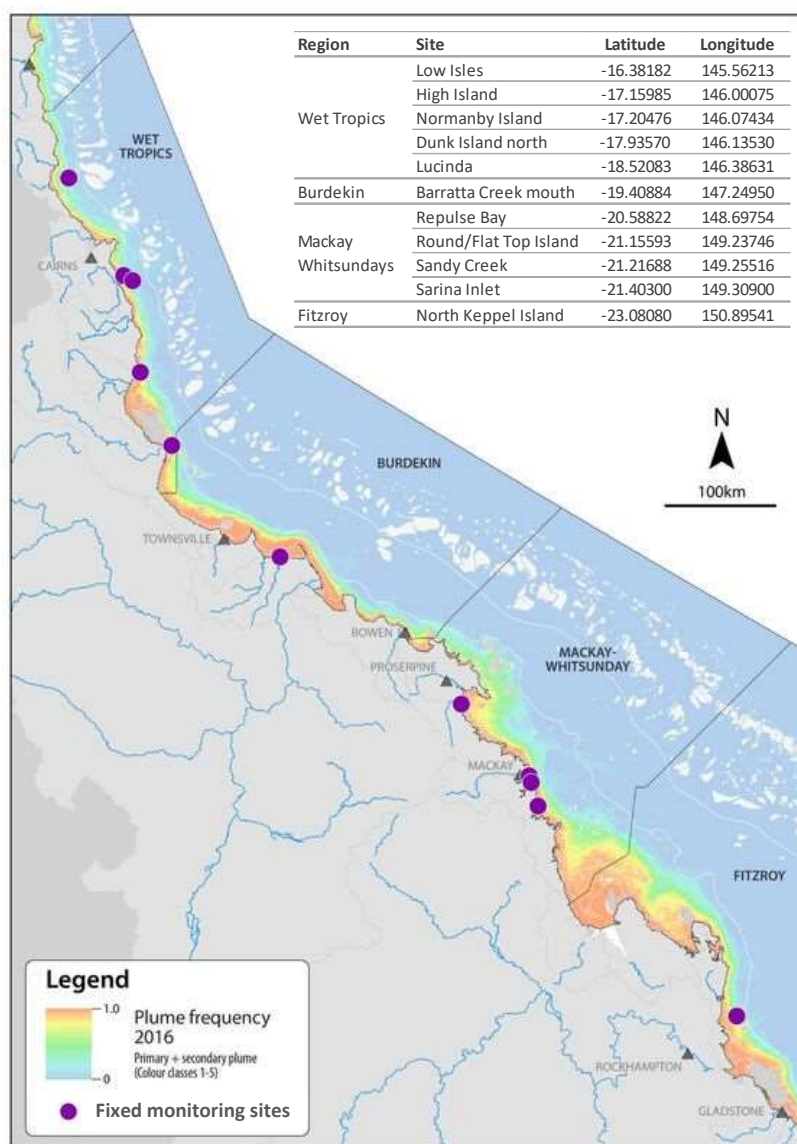 Region Site Latitude Longitude
Low Isles -16.38182 145.56213
High Island -17.15985 146.00075
Wet Tropics Normanby Island -17.20476 146.07434
Dunk Island north -17.93570 146.13530
Lucinda -18.52083 146.38631
Burdekin Barratta Creek mouth -19.40884 147.24950
Repulse Bay -20.58822 148.69754
Mackay Round/Flat Top Island -21.15593 149.23746
Whitsundays Sandy Creek -21.21688 149.25516
Sarina Inlet -21.40300 149.30900
Fitzroy North Keppel Island -23.08080 150.89541
WET
TROPICS
CAIRNS
N
100km
BURDEKIN
TOWNSVILLE
BOWEN
PROSERPINE
MACKAY-
WHITSUNDAY
MACKAY
FITZROY
ROCKHAMPTON
GLADSTONE
Legend
1.0
Plume frequency
2016
Primary + secondary plume
(Colour classes 1-5)
0
Fixed monitoring sites